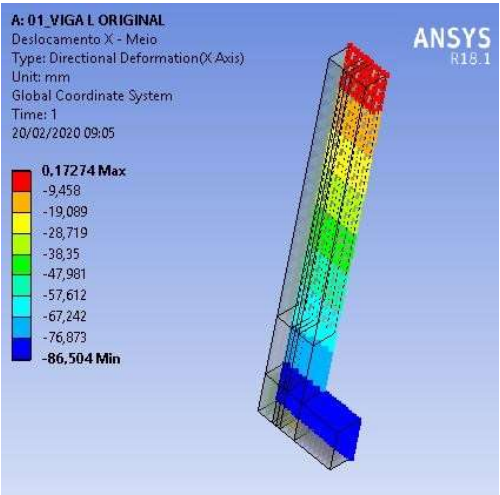 A: 01_VIGA L ORIGINAL
Deslocamento X - Meio
Type: Directional Deformation(X Axis)
Unit: mm
Global Coordinate System
Time: 1
20/02/2020 09:05
ANSYS
R18.1
0,17274 Max
-9,458
-19,089
-28,719
-38,35
-47,981
-57,612
-67,242
-76,873
-86,504 Min